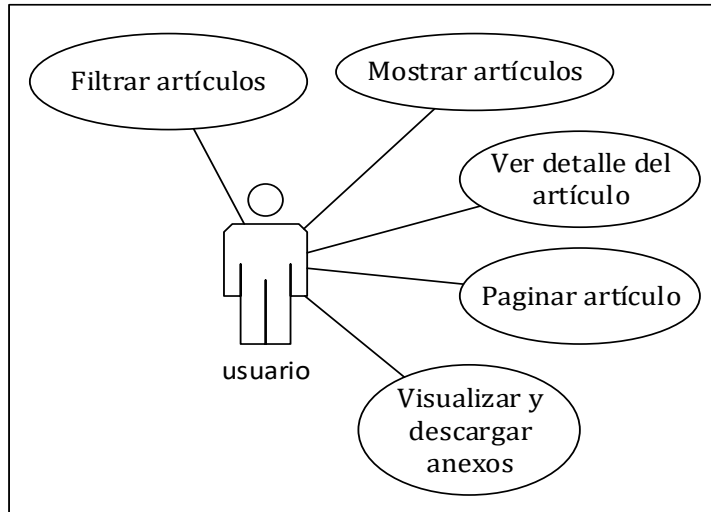 Filtrar artículos
Mostrar artículos
Ver detalle del
artículo
Paginar artículo
usuario
Visualizar y
descargar
anexos